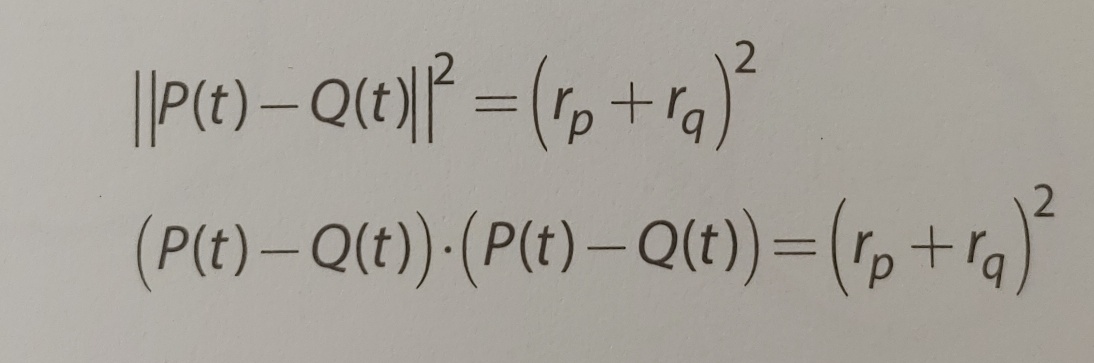 ||P(t) – Q(t)||² = (r_p + r_q)²
(P(t) – Q(t)) · (P(t) – Q(t)) = (r_p + r_q)²